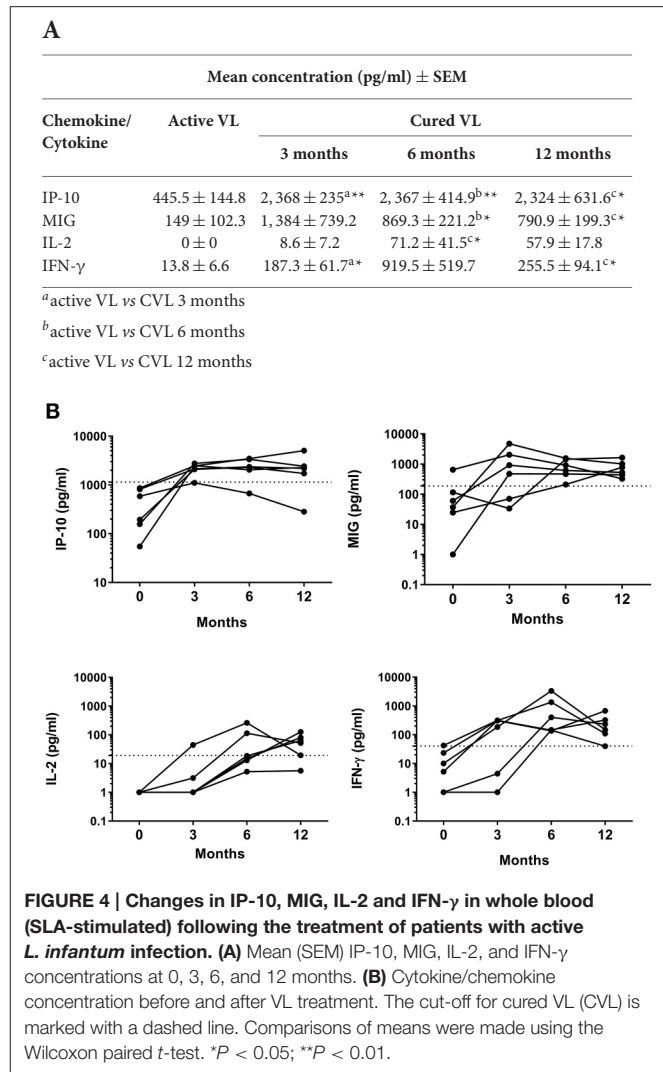 A
Mean concentration (pg/ml) ± SEM
Chemokine/ Active VL Cured VL
Cytokine
3 months 6 months 12 months
IP-10 445.5 ± 144.8 2, 368 ± 235a** 2, 367 ± 414.9b** 2, 324 ± 631.6c*
MIG 149 ± 102.3 1, 384 ± 739.2 869.3 ± 221.2b* 790.9 ± 199.3c*
IL-2 0 ± 0 8.6 ± 7.2 71.2 ± 41.5c* 57.9 ± 17.8
IFN-γ 13.8 ± 6.6 187.3 ± 61.7a* 919.5 ± 519.7 255.5 ± 94.1c*
a active VL vs CVL 3 months
b active VL vs CVL 6 months
c active VL vs CVL 12 months
B
IP-10 (pg/ml)
10000
1000
100
10
0 3 6 12
Months
MIG (pg/ml)
10000
1000
100
10
1
0.1
0 3 6 12
Months
IL-2 (pg/ml)
10000
1000
100
10
1
0.1
0 3 6 12
Months
IFN-γ (pg/ml)
10000
1000
100
10
1
0.1
0 3 6 12
Months
FIGURE 4 | Changes in IP-10, MIG, IL-2 and IFN-γ in whole blood
(SLA-stimulated) following the treatment of patients with active
L. infantum infection. (A) Mean (SEM) IP-10, MIG, IL-2, and IFN-γ
concentrations at 0, 3, 6, and 12 months. (B) Cytokine/chemokine
concentration before and after VL treatment. The cut-off for cured VL (CVL) is
marked with a dashed line. Comparisons of means were made using the
Wilcoxon paired t-test. *P < 0.05; **P < 0.01.